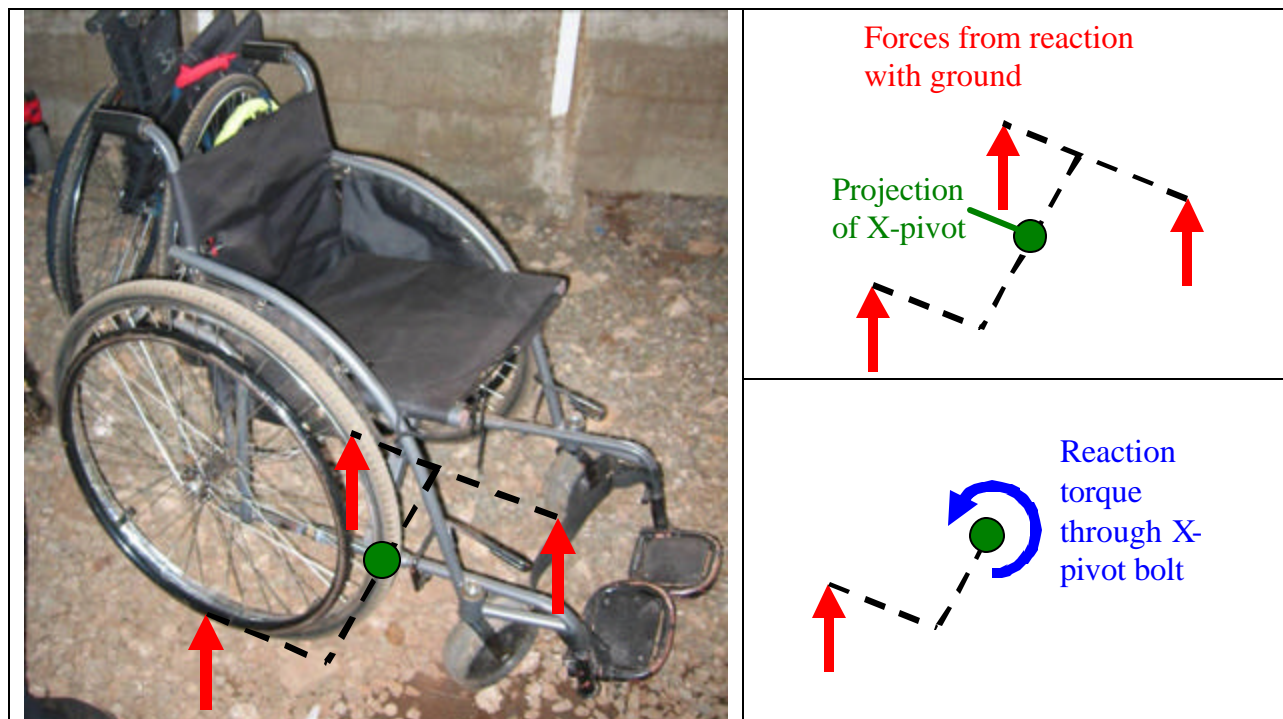 Forces from reaction
with ground
Projection
of X-pivot
Reaction
torque
through X-
pivot bolt